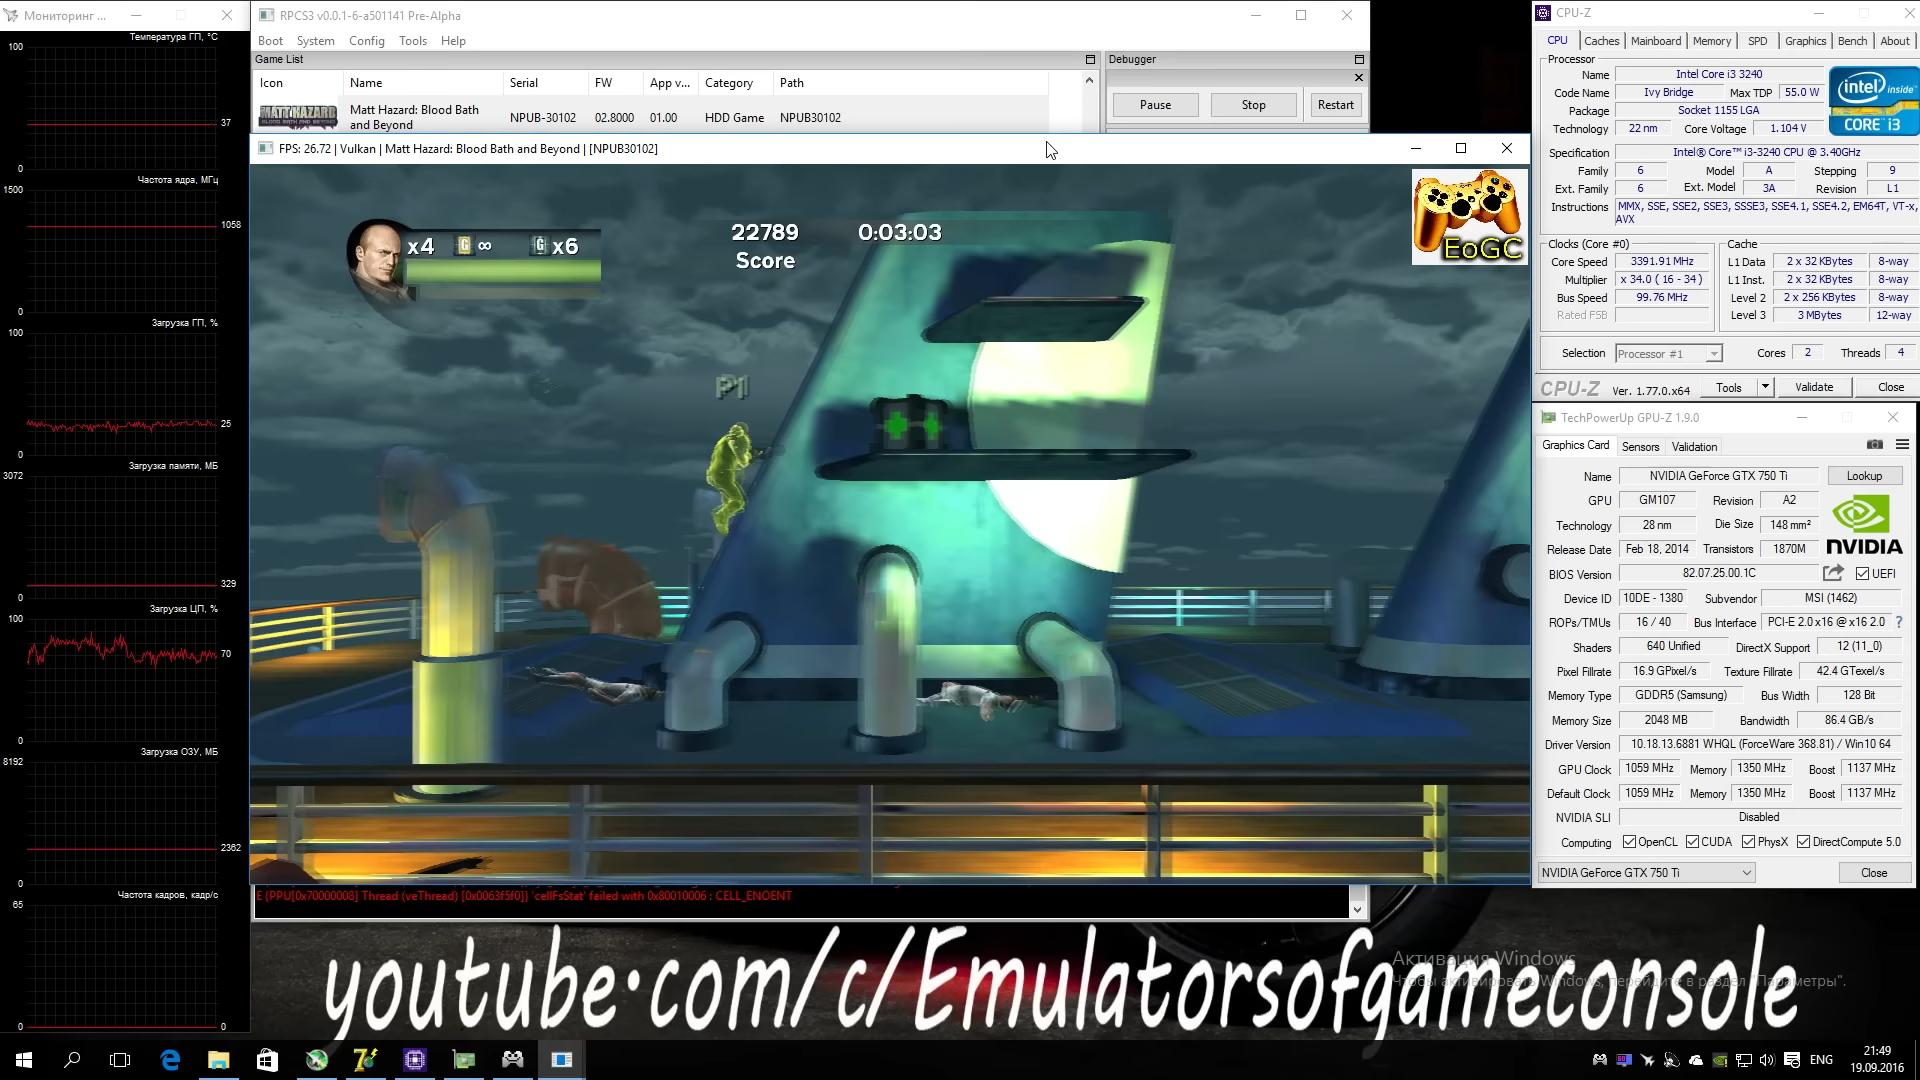 Мониторинг ...
Температура ГП, °C
100
37
0
Частота ядра, МГц
1500
1058
0
Загрузка ГП, %
100
25
0
Загрузка памяти, МБ
3072
329
0
Загрузка ЦП, %
100
70
0
Загрузка ОЗУ, МБ
8192
2362
0
Частота кадров, кадр/с
65
0
0
RPCS3 v0.0.1-6-a501141 Pre-Alpha
Boot System Config Tools Help
Game List
Icon Name Serial FW App v... Category Path
MATT HAZARD
Matt Hazard: Blood Bath and Beyond NPUB-30102 02.8000 01.00 HDD Game NPUB30102
Debugger
Pause Stop Restart
FPS: 26.72 | Vulkan | Matt Hazard: Blood Bath and Beyond | [NPUB30102]
x4 G ∞ G x6
22789 0:03:03
Score
P1
EoGC
E {PPU[0x70000008] Thread (veThread) [0x0063f5f0]} 'cellFsStat' failed with 0x80010006 : CELL_ENOENT
CPU-Z
CPU Caches Mainboard Memory SPD Graphics Bench About
Processor
Name Intel Core i3 3240
Code Name Ivy Bridge Max TDP 55.0 W
Package Socket 1155 LGA
Technology 22 nm Core Voltage 1.104 V
intel inside
CORE i3
Specification Intel® Core™ i3-3240 CPU @ 3.40GHz
Family 6 Model A Stepping 9
Ext. Family 6 Ext. Model 3A Revision L1
Instructions MMX, SSE, SSE2, SSE3, SSSE3, SSE4.1, SSE4.2, EM64T, VT-x,
AVX
Clocks (Core #0) Cache
Core Speed 3391.91 MHz L1 Data 2 x 32 KBytes 8-way
Multiplier x 34.0 ( 16 - 34 ) L1 Inst. 2 x 32 KBytes 8-way
Bus Speed 99.76 MHz Level 2 2 x 256 KBytes 8-way
Rated FSB Level 3 3 MBytes 12-way
Selection Processor #1 Cores 2 Threads 4
CPU-Z Ver. 1.77.0.x64 Tools Validate Close
TechPowerUp GPU-Z 1.9.0
Graphics Card Sensors Validation
Name NVIDIA GeForce GTX 750 Ti Lookup
GPU GM107 Revision A2
Technology 28 nm Die Size 148 mm²
Release Date Feb 18, 2014 Transistors 1870M
NVIDIA
BIOS Version 82.07.25.00.1C UEFI
Device ID 10DE - 1380 Subvendor MSI (1462)
ROPs/TMUs 16 / 40 Bus Interface PCI-E 2.0 x16 @ x16 2.0 ?
Shaders 640 Unified DirectX Support 12 (11_0)
Pixel Fillrate 16.9 GPixel/s Texture Fillrate 42.4 GTexel/s
Memory Type GDDR5 (Samsung) Bus Width 128 Bit
Memory Size 2048 MB Bandwidth 86.4 GB/s
Driver Version 10.18.13.6881 WHQL (ForceWare 368.81) / Win10 64
GPU Clock 1059 MHz Memory 1350 MHz Boost 1137 MHz
Default Clock 1059 MHz Memory 1350 MHz Boost 1137 MHz
NVIDIA SLI Disabled
Computing OpenCL CUDA PhysX DirectCompute 5.0
NVIDIA GeForce GTX 750 Ti Close
youtube.com/c/Emulatorsofgameconsole
Активация Windows
Чтобы активировать Windows, перейдите в раздел "Параметры".
ENG
21:49
19.09.2016